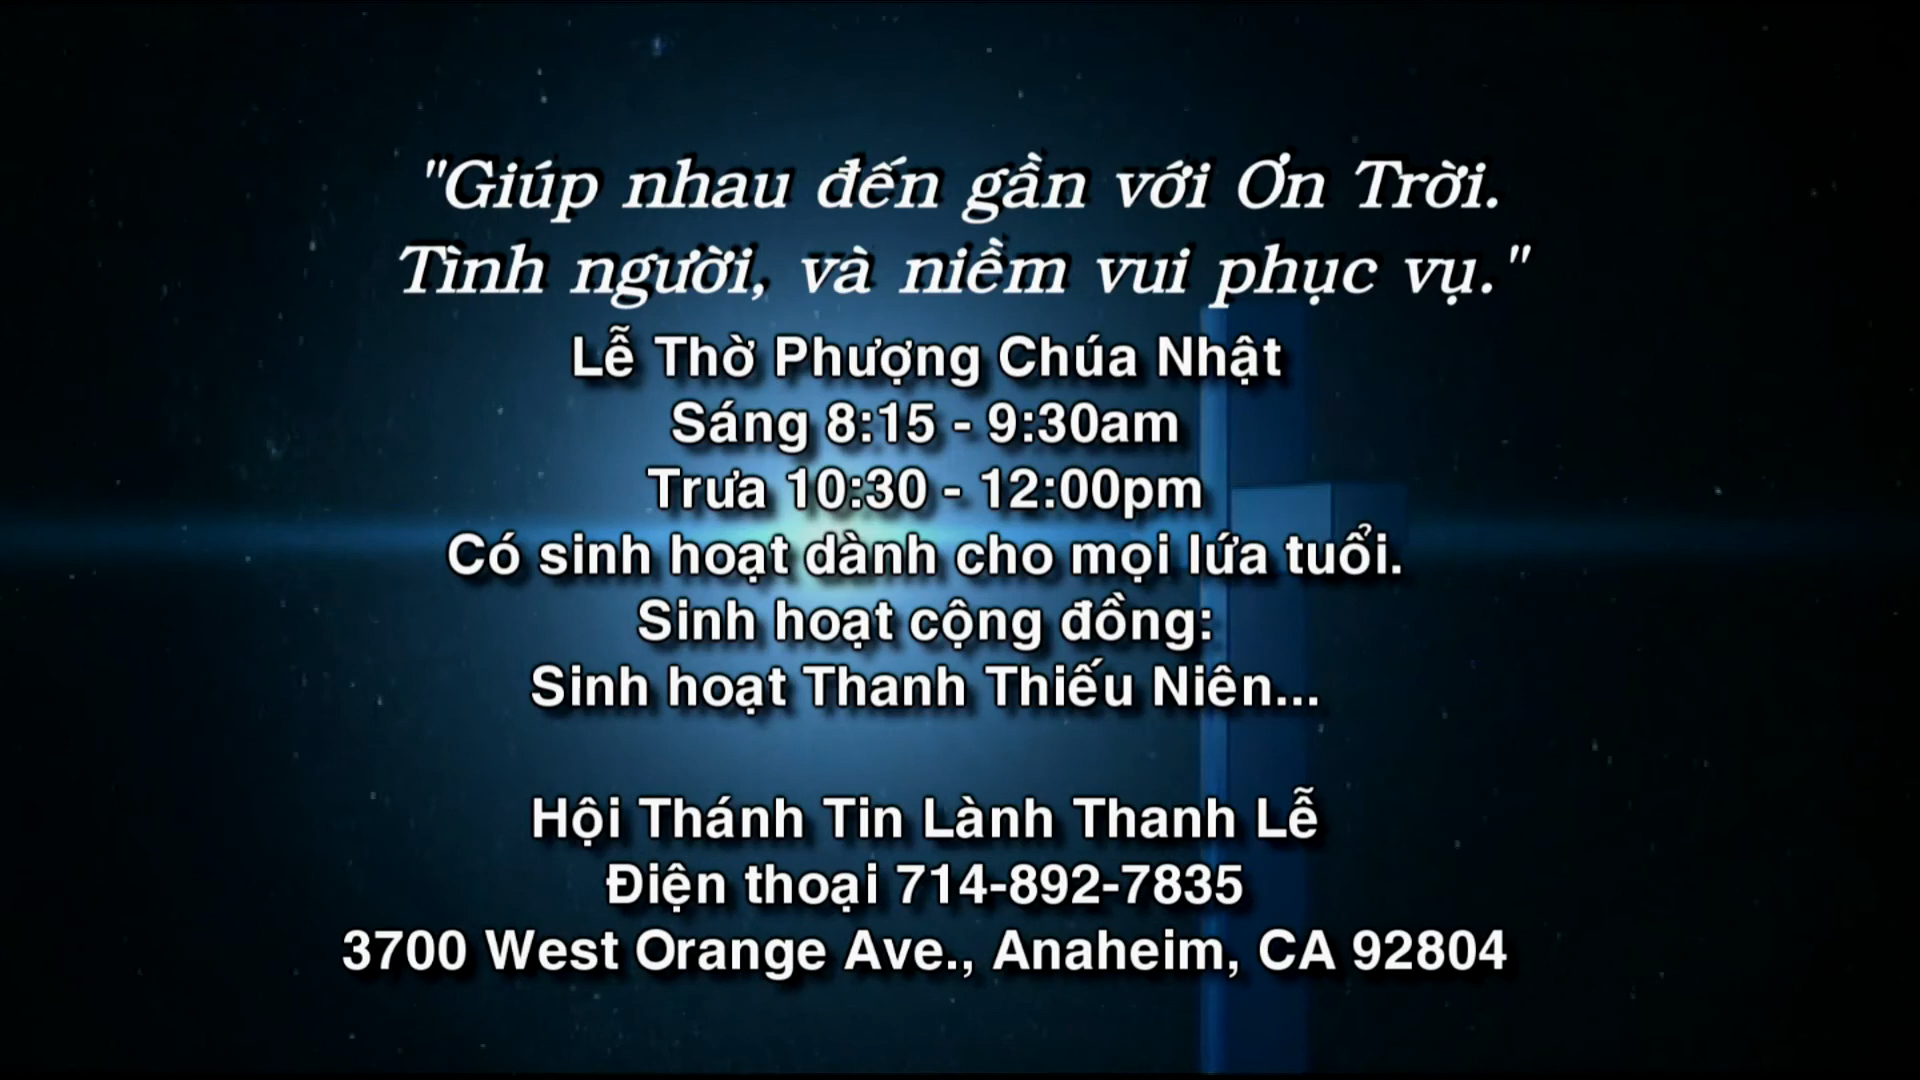 "Giúp nhau đến gần với Ơn Trời.
Tình người, và niềm vui phục vụ."
Lễ Thờ Phượng Chúa Nhật
Sáng 8:15 - 9:30am
Trưa 10:30 - 12:00pm
Có sinh hoạt dành cho mọi lứa tuổi.
Sinh hoạt cộng đồng:
Sinh hoạt Thanh Thiếu Niên...
Hội Thánh Tin Lành Thanh Lễ
Điện thoại 714-892-7835
3700 West Orange Ave., Anaheim, CA 92804